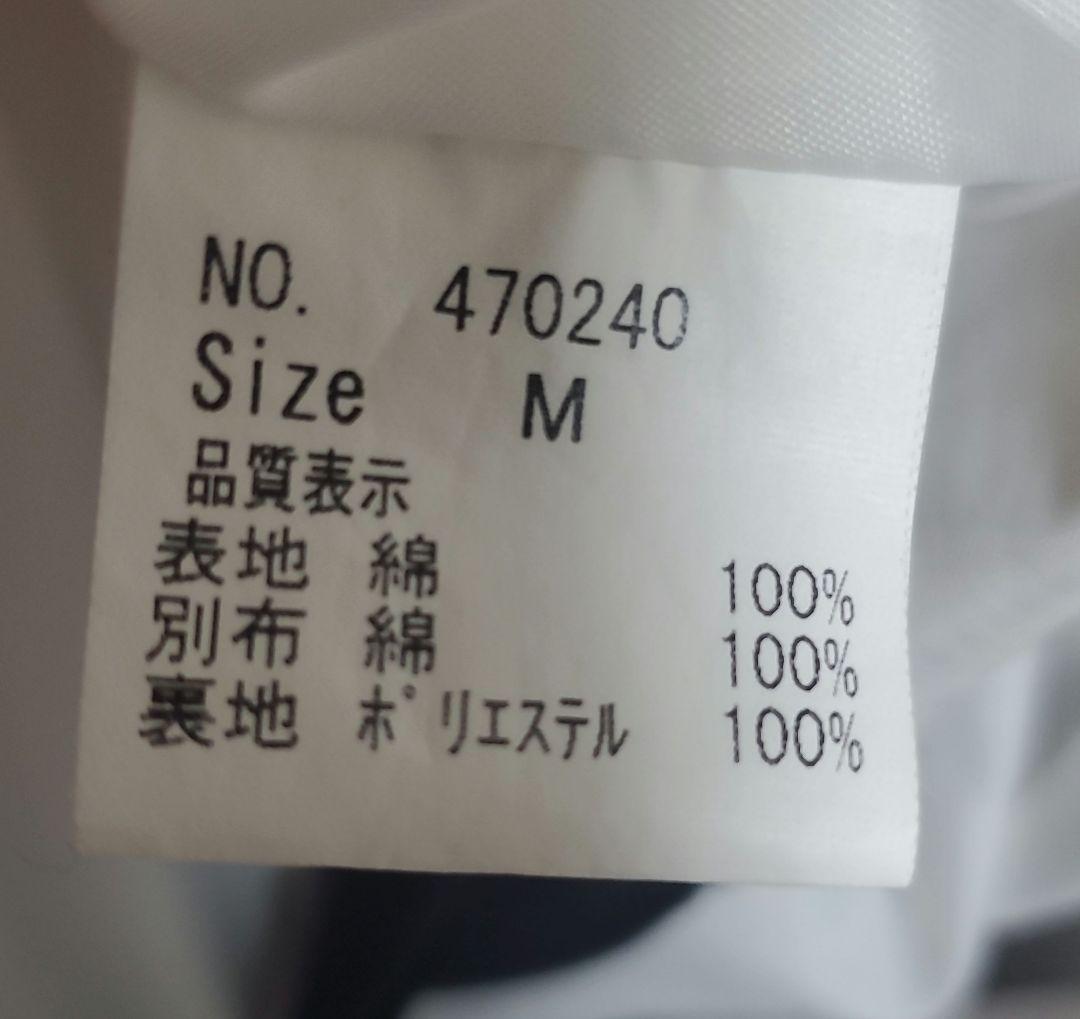 NO. 470240
Size M
品質表示
表地 綿 100%
別布 綿 100%
裏地 ポリエステル 100%